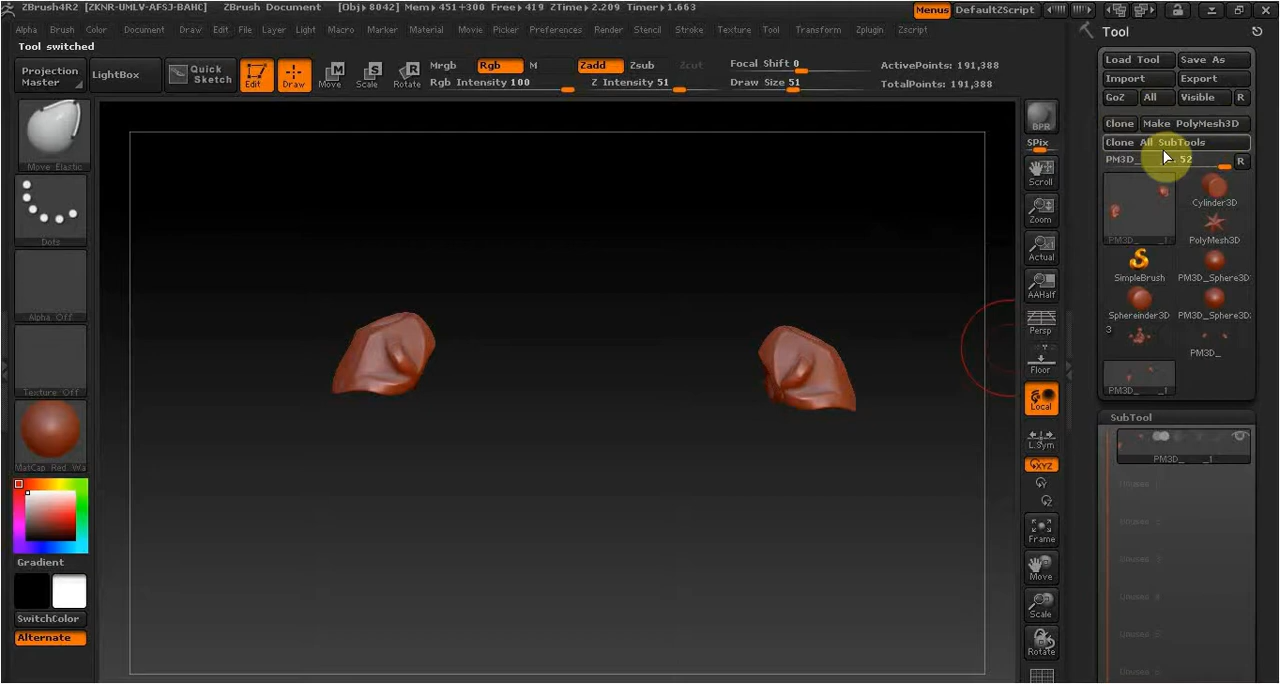 ZBrush4R2 [ZKNR-UMLV-AFSJ-BAHC] ZBrush Document [Obj▸ 8042] Mem▸451+300 Free▸419 ZTime▸2.209 Timer▸1.663 Menus DefaultZScript
Alpha Brush Color Document Draw Edit File Layer Light Macro Marker Material Movie Picker Preferences Render Stencil Stroke Texture Tool Transform Zplugin Zscript
Tool
Tool switched
Projection Master
LightBox
Quick Sketch
Edit
Draw
Move
Scale
Rotate
Mrgb Rgb M
Rgb Intensity 100
Zadd Zsub Zcut
Z Intensity 51
Focal Shift 0
Draw Size 51
ActivePoints: 191,388
TotalPoints: 191,388
Load Tool Save As
Import Export
GoZ All Visible R
Clone Make PolyMesh3D
Clone All SubTools
PM3D_ 52 R
Cylinder3D
PM3D_ _1 PolyMesh3D
SimpleBrush PM3D_Sphere3D
Sphereinder3D PM3D_Sphere3D
3
PM3D_
PM3D_ _1
SubTool
PM3D_ _1
Move Elastic
Dots
Alpha Off
Texture Off
MatCap Red Wa
Gradient
SwitchColor
Alternate
BPR
SPix
Scroll
Zoom
Actual
AAHalf
Persp
Floor
Local
L.Sym
XYZ
Frame
Move
Scale
Rotate